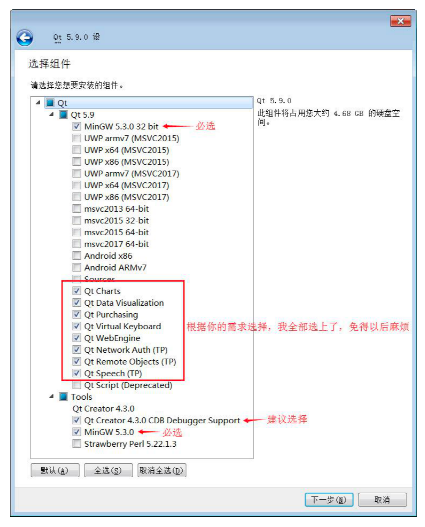 Qt 5.9.0 设
选择组件
请选择您想要安装的组件。
Qt
Qt 5.9
MinGW 5.3.0 32 bit
必选
UWP armv7 (MSVC2015)
UWP x64 (MSVC2015)
UWP x86 (MSVC2015)
UWP armv7 (MSVC2017)
UWP x64 (MSVC2017)
UWP x86 (MSVC2017)
msvc2013 64-bit
msvc2015 32-bit
msvc2015 64-bit
msvc2017 64-bit
Android x86
Android ARMv7
Sources
Qt Charts
Qt Data Visualization
Qt Purchasing
Qt Virtual Keyboard
Qt WebEngine
Qt Network Auth (TP)
Qt Remote Objects (TP)
Qt Speech (TP)
Qt Script (Deprecated)
根据你的需求选择，我全部选上了，免得以后麻烦
Tools
Qt Creator 4.3.0
Qt Creator 4.3.0 CDB Debugger Support
建议选择
MinGW 5.3.0
必选
Strawberry Perl 5.22.1.3
Qt 5.9.0
此组件将占用您大约 4.68 GB 的硬盘空
间。
默认(A)
全选(S)
取消全选(D)
下一步(N)
取消